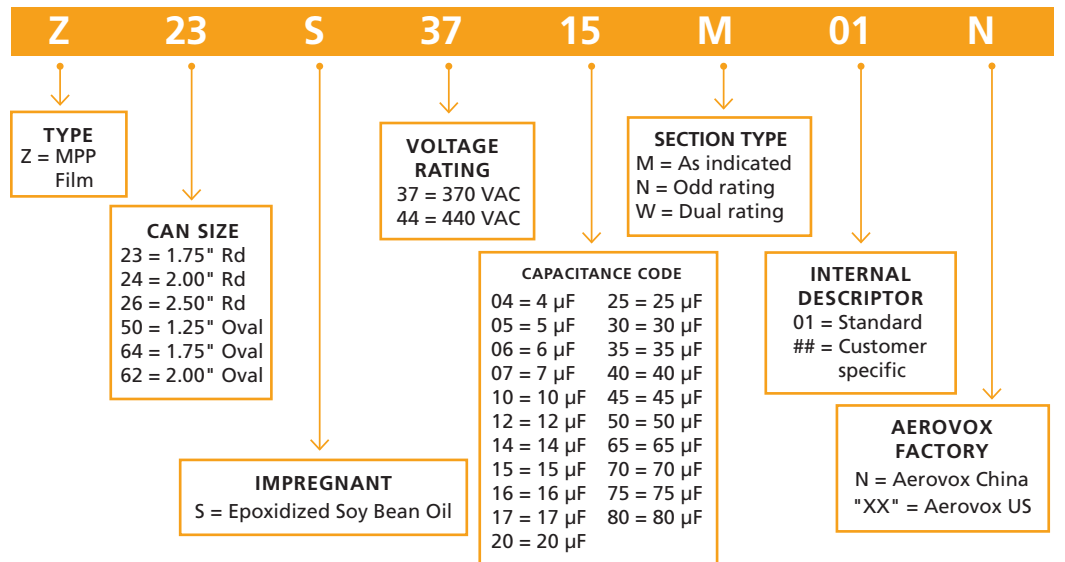 Z 23 S 37 15 M 01 N
TYPE
Z = MPP
Film
CAN SIZE
23 = 1.75" Rd
24 = 2.00" Rd
26 = 2.50" Rd
50 = 1.25" Oval
64 = 1.75" Oval
62 = 2.00" Oval
IMPREGNANT
S = Epoxidized Soy Bean Oil
VOLTAGE
RATING
37 = 370 VAC
44 = 440 VAC
CAPACITANCE CODE
04 = 4 µF 25 = 25 µF
05 = 5 µF 30 = 30 µF
06 = 6 µF 35 = 35 µF
07 = 7 µF 40 = 40 µF
10 = 10 µF 45 = 45 µF
12 = 12 µF 50 = 50 µF
14 = 14 µF 65 = 65 µF
15 = 15 µF 70 = 70 µF
16 = 16 µF 75 = 75 µF
17 = 17 µF 80 = 80 µF
20 = 20 µF
SECTION TYPE
M = As indicated
N = Odd rating
W = Dual rating
INTERNAL
DESCRIPTOR
01 = Standard
## = Customer
specific
AEROVOX
FACTORY
N = Aerovox China
"XX" = Aerovox US